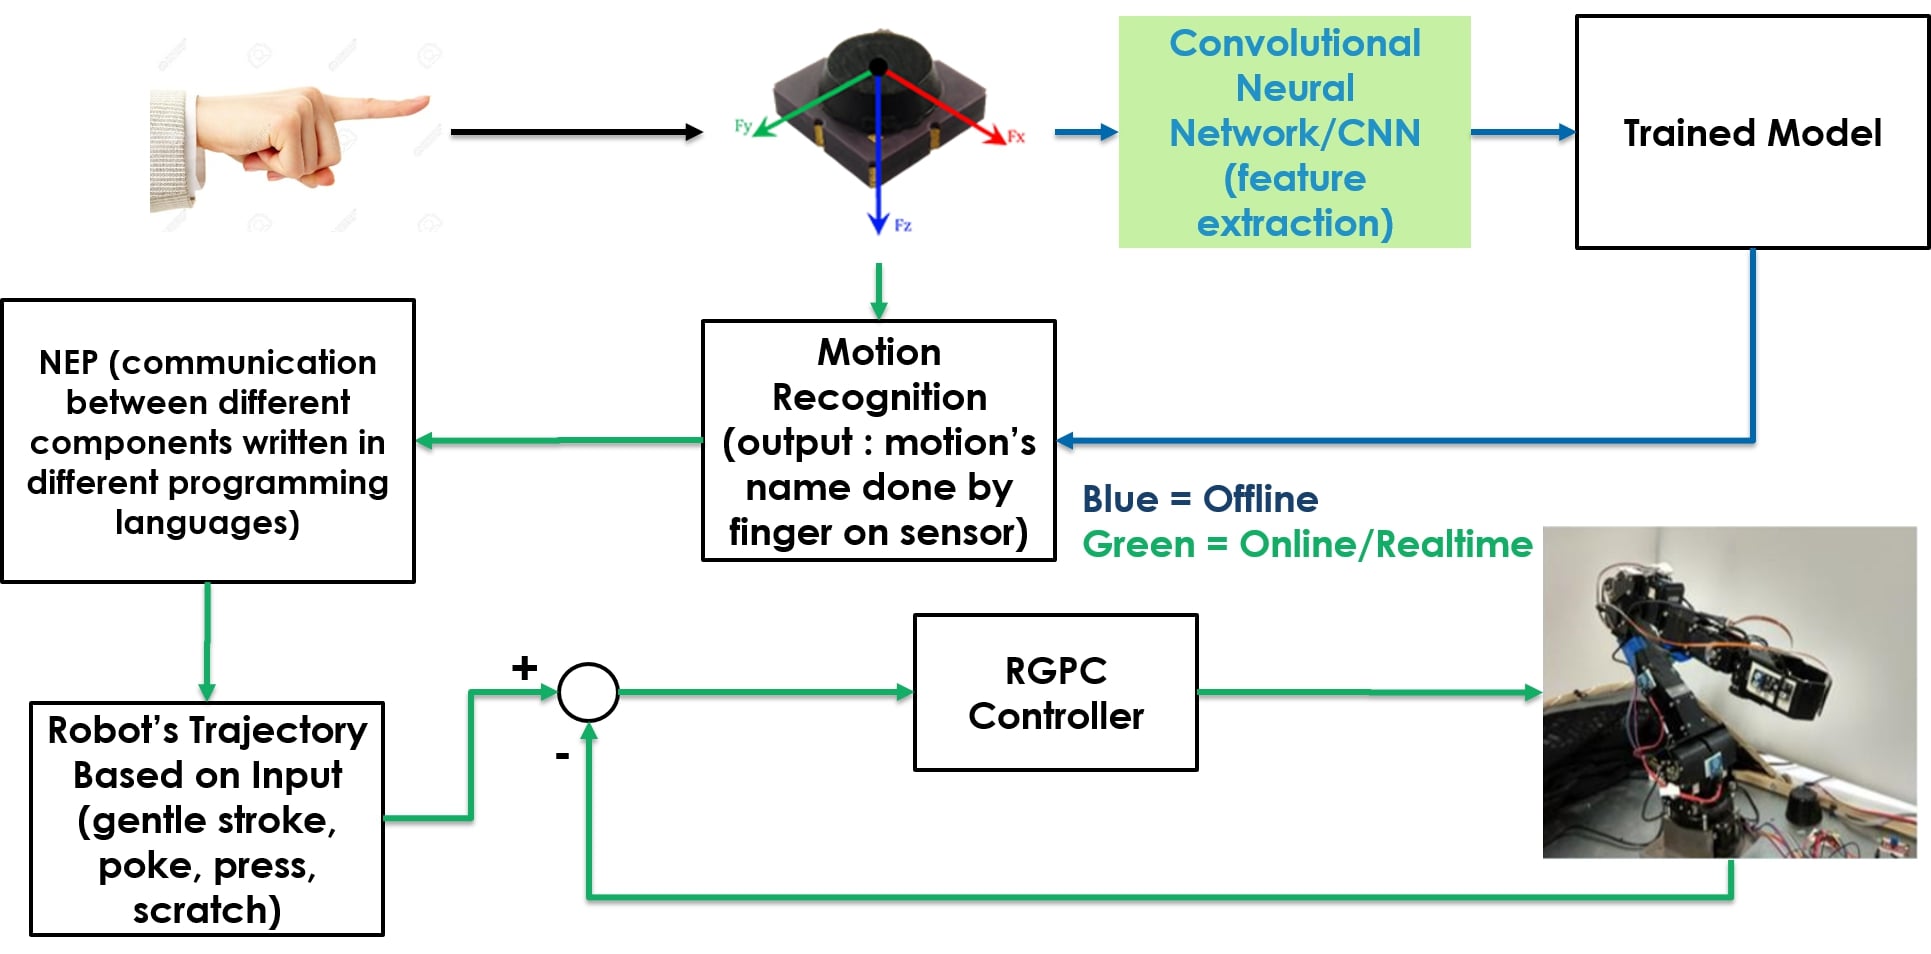 Fy
Fx
Fz
Convolutional
Neural
Network/CNN
(feature
extraction)
Trained Model
NEP (communication
between different
components written in
different programming
languages)
Motion
Recognition
(output : motion’s
name done by
finger on sensor)
Blue = Offline
Green = Online/Realtime
Robot’s Trajectory
Based on Input
(gentle stroke,
poke, press,
scratch)
+
-
RGPC
Controller